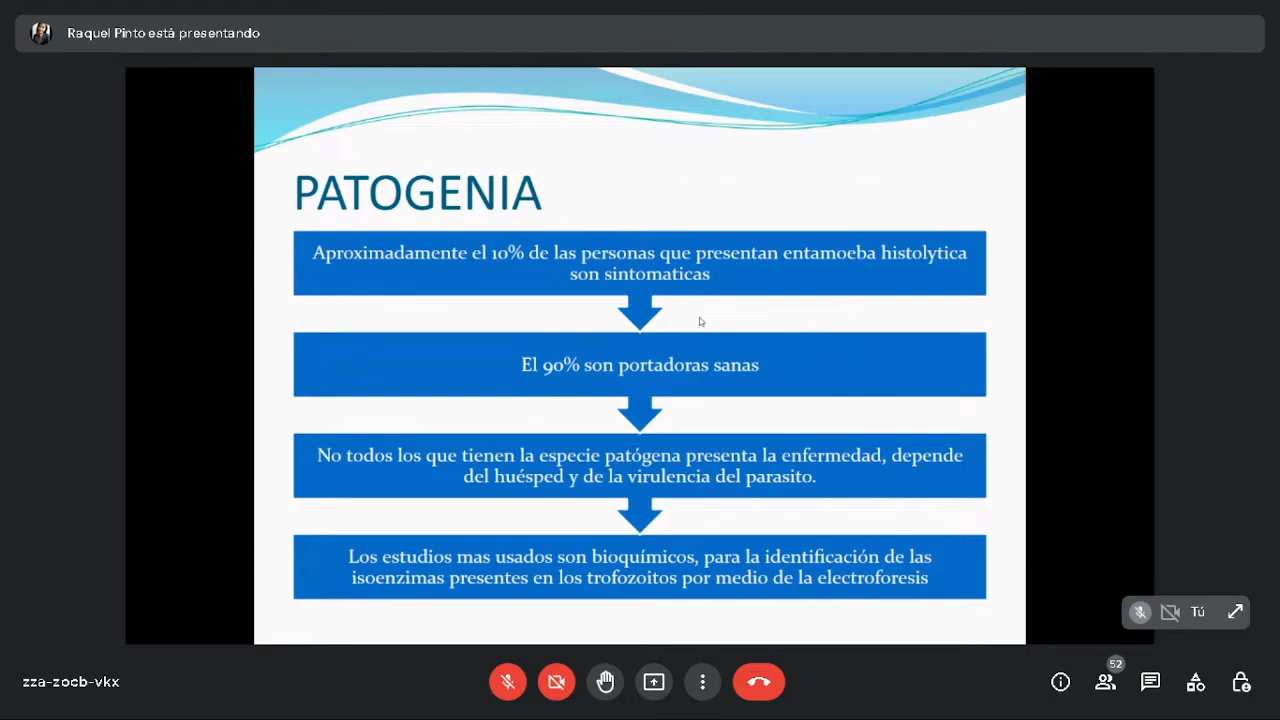 Raquel Pinto está presentando
PATOGENIA
Aproximadamente el 10% de las personas que presentan entamoeba histolytica
son sintomaticas
El 90% son portadoras sanas
No todos los que tienen la especie patógena presenta la enfermedad, depende
del huésped y de la virulencia del parasito.
Los estudios mas usados son bioquímicos, para la identificación de las
isoenzimas presentes en los trofozoitos por medio de la electroforesis
Tú
52
zza-zocb-vkx